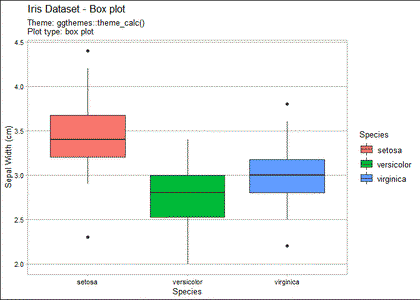 Iris Dataset - Box plot
Theme: ggthemes::theme_calc()
Plot type: box plot
4.5
4.0
3.5
3.0
2.5
2.0
Sepal Width (cm)
setosa
versicolor
virginica
Species
Species
setosa
versicolor
virginica